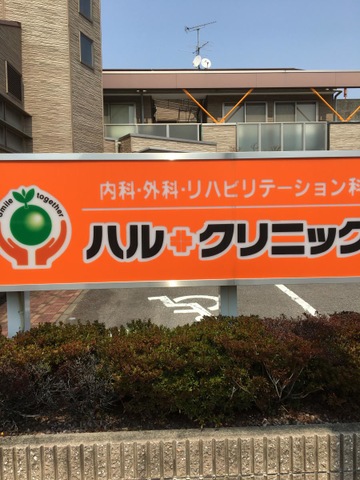 内科・外科・リハビリテーション科
smile together
ハル クリニック